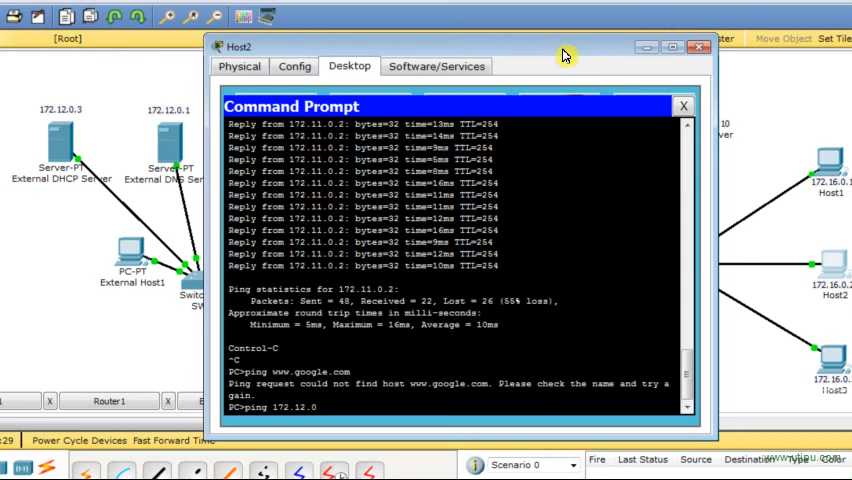 [Root]
ster
Move Object
Set Tile
Host2
Physical
Config
Desktop
Software/Services
Command Prompt
X
Reply from 172.11.0.2: bytes=32 time=13ms TTL=254
Reply from 172.11.0.2: bytes=32 time=14ms TTL=254
Reply from 172.11.0.2: bytes=32 time=9ms TTL=254
Reply from 172.11.0.2: bytes=32 time=5ms TTL=254
Reply from 172.11.0.2: bytes=32 time=8ms TTL=254
Reply from 172.11.0.2: bytes=32 time=16ms TTL=254
Reply from 172.11.0.2: bytes=32 time=11ms TTL=254
Reply from 172.11.0.2: bytes=32 time=11ms TTL=254
Reply from 172.11.0.2: bytes=32 time=12ms TTL=254
Reply from 172.11.0.2: bytes=32 time=16ms TTL=254
Reply from 172.11.0.2: bytes=32 time=9ms TTL=254
Reply from 172.11.0.2: bytes=32 time=12ms TTL=254
Reply from 172.11.0.2: bytes=32 time=10ms TTL=254
Ping statistics for 172.11.0.2:
Packets: Sent = 48, Received = 22, Lost = 26 (55% loss),
Approximate round trip times in milli-seconds:
Minimum = 5ms, Maximum = 16ms, Average = 10ms
Control-C
^C
PC>ping www.google.com
Ping request could not find host www.google.com. Please check the name and try a
gain.
PC>ping 172.12.0
172.12.0.3
Server-PT
External DHCP Server
172.12.0.1
Server-PT
External DNS Ser
PC-PT
External Host1
Switc
SW
10
ver
172.16.0.1
Host1
172.16.0.2
Host2
172.16.0.
Host3
1
X
Router1
X
:29
Power Cycle Devices
Fast Forward Time
Scenario 0
Fire
Last Status
Source
Destination
Type
Color